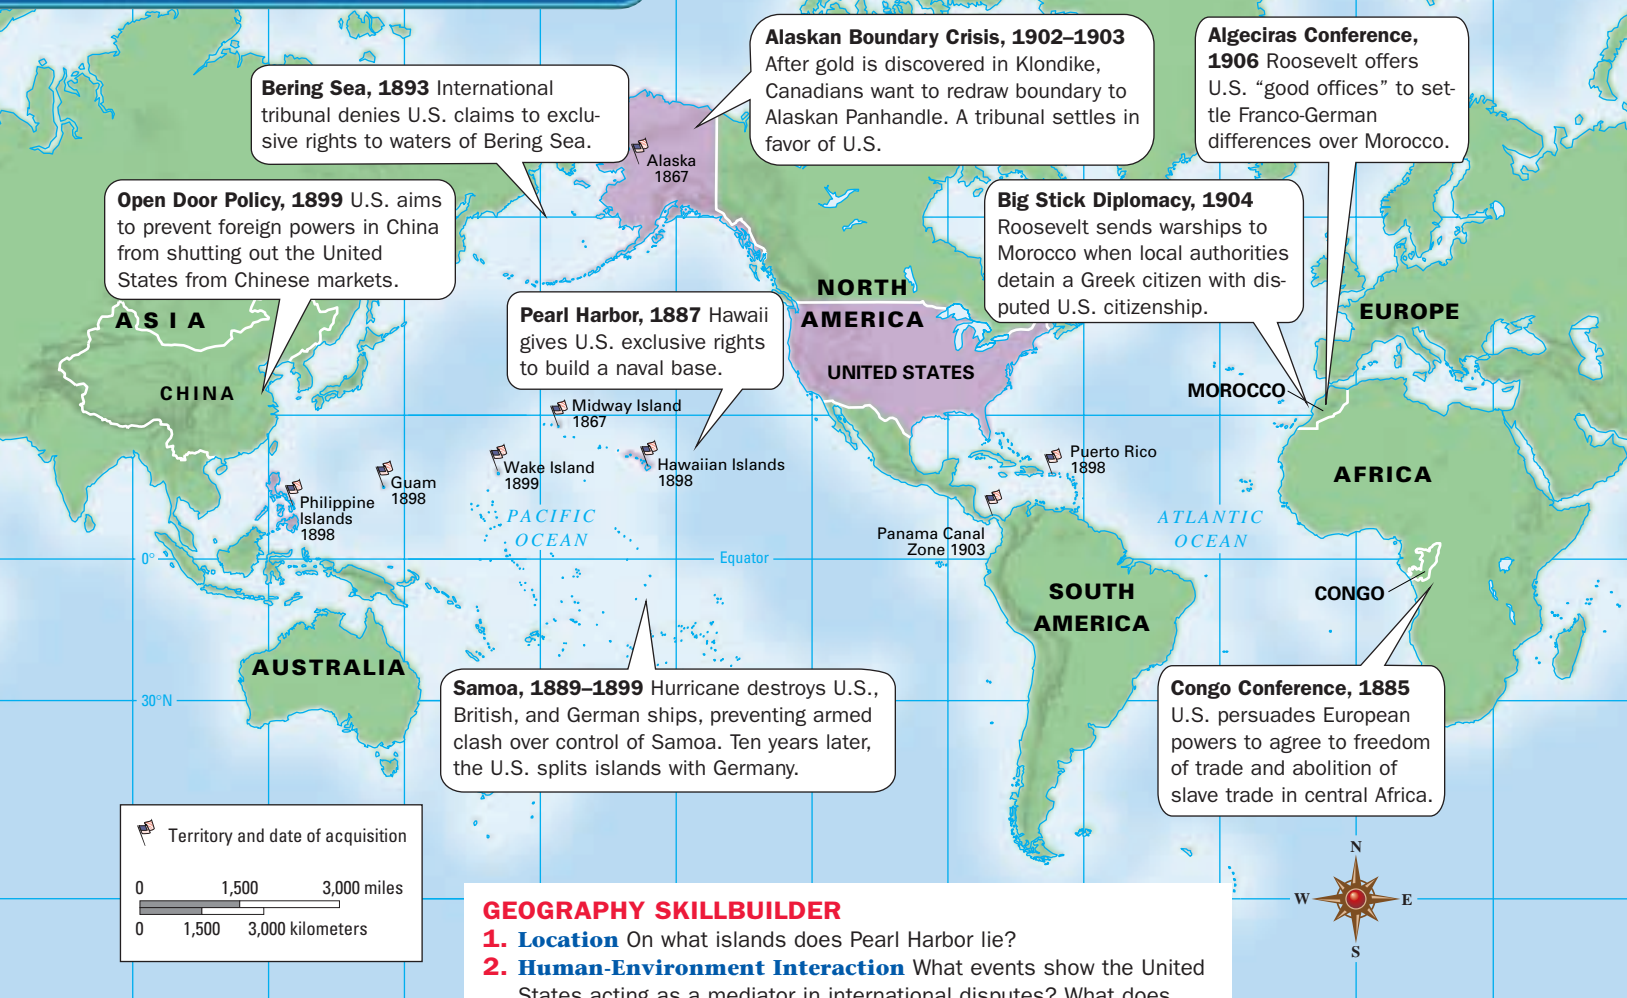 Alaskan Boundary Crisis, 1902–1903
After gold is discovered in Klondike,
Canadians want to redraw boundary to
Alaskan Panhandle. A tribunal settles in
favor of U.S.
Algeciras Conference,
1906 Roosevelt offers
U.S. “good offices” to set-
tle Franco-German
differences over Morocco.
Bering Sea, 1893 International
tribunal denies U.S. claims to exclu-
sive rights to waters of Bering Sea.
Alaska
1867
Open Door Policy, 1899 U.S. aims
to prevent foreign powers in China
from shutting out the United
States from Chinese markets.
Big Stick Diplomacy, 1904
Roosevelt sends warships to
Morocco when local authorities
detain a Greek citizen with dis-
puted U.S. citizenship.
Pearl Harbor, 1887 Hawaii
gives U.S. exclusive rights
to build a naval base.
NORTH
AMERICA
UNITED STATES
EUROPE
ASIA
CHINA
MOROCCO
AFRICA
Midway Island
1867
Wake Island
1899
Hawaiian Islands
1898
Guam
1898
Philippine
Islands
1898
Puerto Rico
1898
Panama Canal
Zone 1903
PACIFIC
OCEAN
ATLANTIC
OCEAN
0°
Equator
SOUTH
AMERICA
CONGO
AUSTRALIA
30°N
Samoa, 1889–1899 Hurricane destroys U.S.,
British, and German ships, preventing armed
clash over control of Samoa. Ten years later,
the U.S. splits islands with Germany.
Congo Conference, 1885
U.S. persuades European
powers to agree to freedom
of trade and abolition of
slave trade in central Africa.
Territory and date of acquisition
0 1,500 3,000 miles
0 1,500 3,000 kilometers
N
W E
S
GEOGRAPHY SKILLBUILDER
1. Location On what islands does Pearl Harbor lie?
2. Human-Environment Interaction What events show the United
States acting as a mediator in international disputes? What does